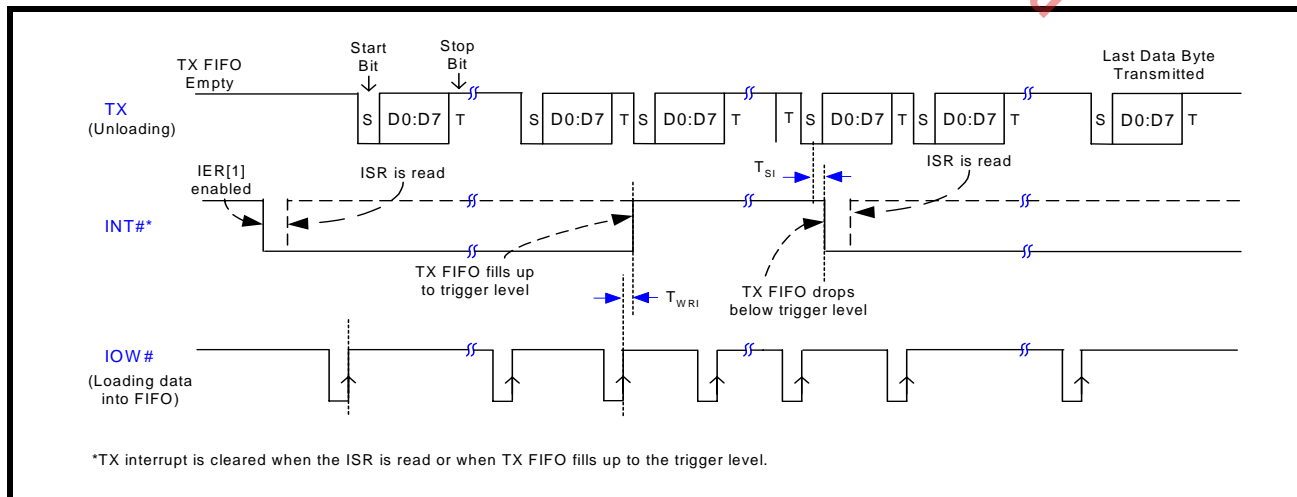 TX FIFO
Empty
Start
Bit
Stop
Bit
Last Data Byte
Transmitted
TX
(Unloading)
S D0:D7 T S D0:D7 T S D0:D7 T T S D0:D7 T S D0:D7 T S D0:D7 T
IER[1]
enabled
ISR is read
TSI
ISR is read
INT#*
TX FIFO fills up
to trigger level
TWRI
TX FIFO drops
below trigger level
IOW#
(Loading data
into FIFO)
*TX interrupt is cleared when the ISR is read or when TX FIFO fills up to the trigger level.